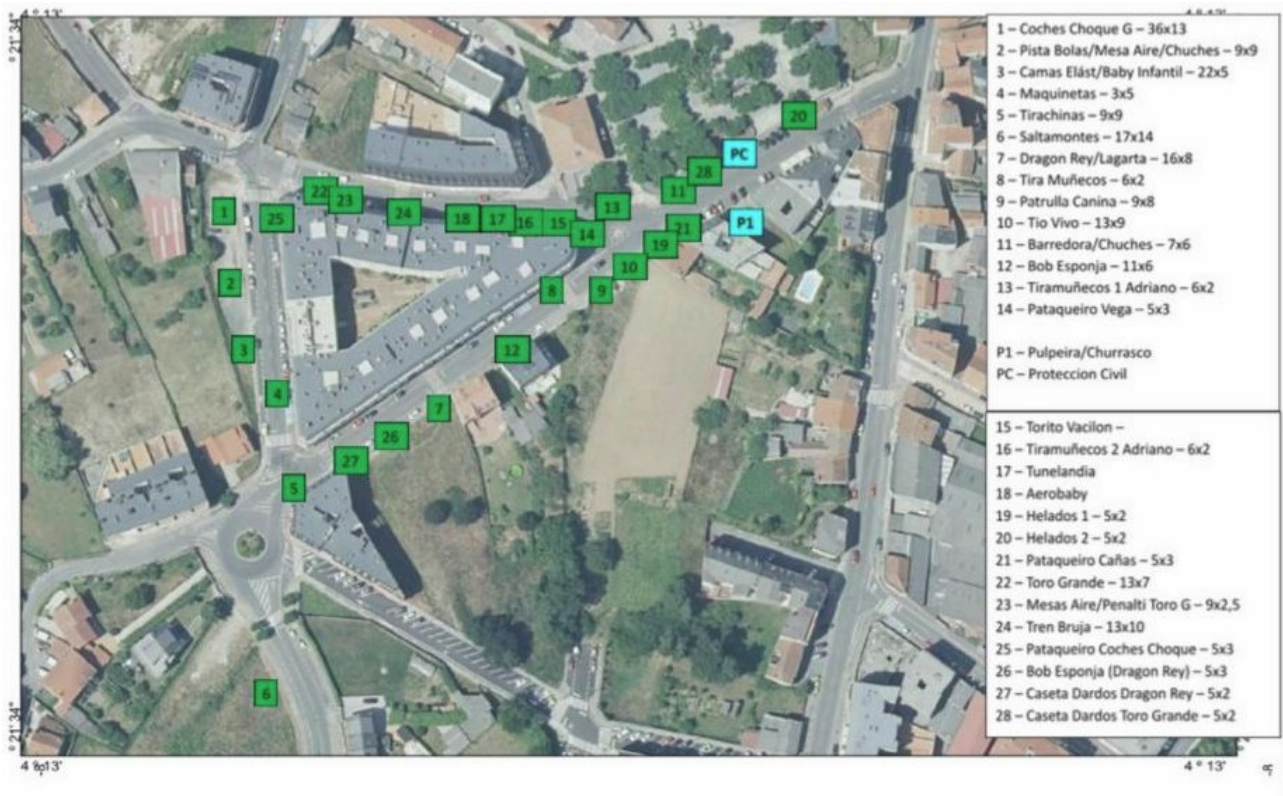 4 º 13'
4 º 13'
º 21' 34"
1 – Coches Choque G – 36x13
2 – Pista Bolas/Mesa Aire/Chuches – 9x9
3 – Camas Elást/Baby Infantil – 22x5
4 – Maquinetas – 3x5
5 – Tirachinas – 9x9
6 – Saltamontes – 17x14
7 – Dragon Rey/Lagarta – 16x8
8 – Tira Muñecos – 6x2
9 – Patrulla Canina – 9x8
10 – Tio Vivo – 13x9
11 – Barredora/Chuches – 7x6
12 – Bob Esponja – 11x6
13 – Tiramuñecos 1 Adriano – 6x2
14 – Pataqueiro Vega – 5x3
P1 – Pulpeira/Churrasco
PC – Proteccion Civil
15 – Torito Vacilon –
16 – Tiramuñecos 2 Adriano – 6x2
17 – Tunelandia
18 – Aerobaby
19 – Helados 1 – 5x2
20 – Helados 2 – 5x2
21 – Pataqueiro Cañas – 5x3
22 – Toro Grande – 13x7
23 – Mesas Aire/Penalti Toro G – 9x2,5
24 – Tren Bruja – 13x10
25 – Pataqueiro Coches Choque – 5x3
26 – Bob Esponja (Dragon Rey) – 5x3
27 – Caseta Dardos Dragon Rey – 5x2
28 – Caseta Dardos Toro Grande – 5x2
20
PC
28
11
22
23
1
25
24
18
17
16
15
13
14
21
P1
19
10
2
8
9
3
12
4
7
26
27
5
6
º 21' 34"
4 º 13'
4 º 13'